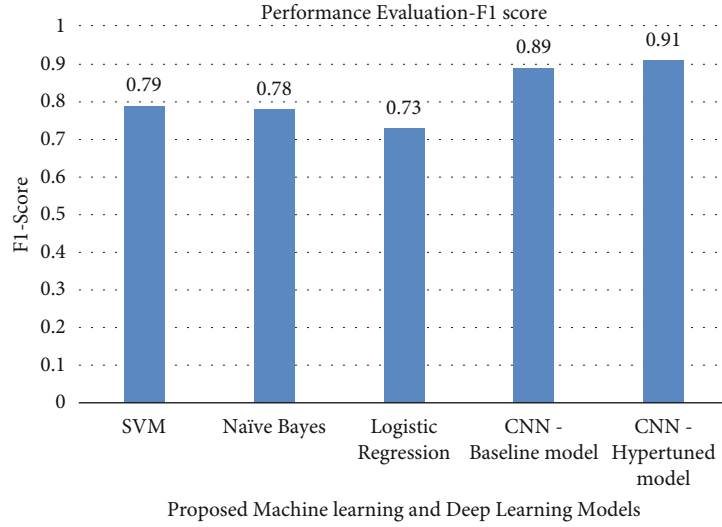 Performance Evaluation-F1 score
1
0.9
0.8
0.7
0.6
0.5
0.4
0.3
0.2
0.1
0
F1-Score
0.79
0.78
0.73
0.89
0.91
SVM
Naïve Bayes
Logistic
Regression
CNN -
Baseline model
CNN -
Hypertuned
model
Proposed Machine learning and Deep Learning Models